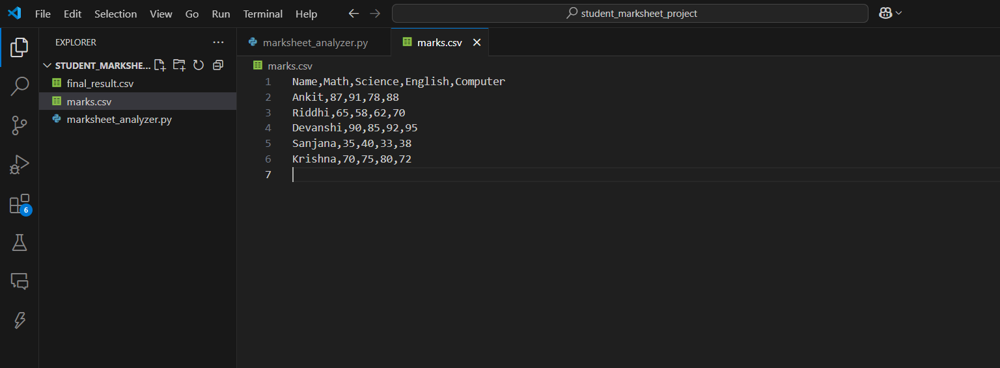 File Edit Selection View Go Run Terminal Help
student_marksheet_project
EXPLORER
STUDENT_MARKSHE...
final_result.csv
marks.csv
marksheet_analyzer.py
6
marksheet_analyzer.py
marks.csv
marks.csv
1 Name,Math,Science,English,Computer
2 Ankit,87,91,78,88
3 Riddhi,65,58,62,70
4 Devanshi,90,85,92,95
5 Sanjana,35,40,33,38
6 Krishna,70,75,80,72
7